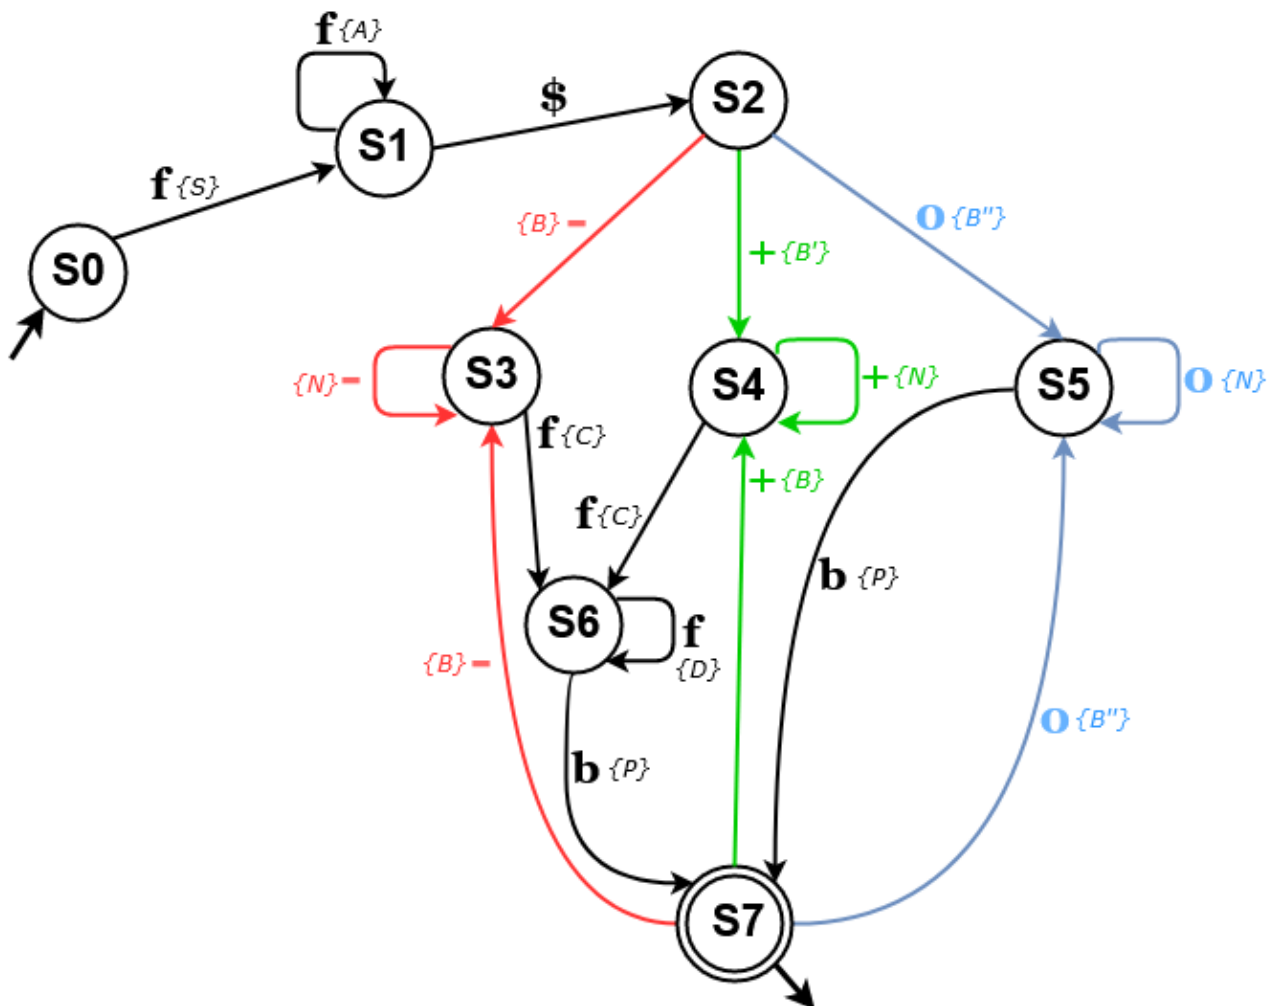 f {A}
$
S2
S1
f {S}
S0
{B} -
+ {B'}
o {B"}
S3
S4
S5
{N} -
+ {N}
o {N}
f {C}
+ {B}
f {C}
b {P}
S6
f
{D}
{B} -
o {B"}
b {P}
S7